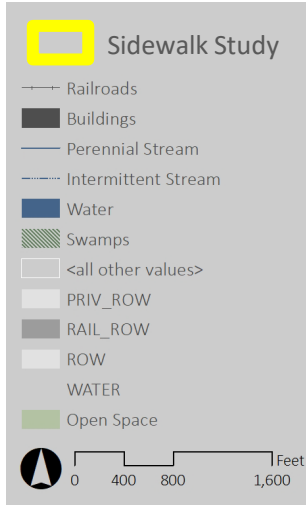 Sidewalk Study
Railroads
Buildings
Perennial Stream
Intermittent Stream
Water
Swamps
<all other values>
PRIV_ROW
RAIL_ROW
ROW
WATER
Open Space
Feet
0 400 800 1,600